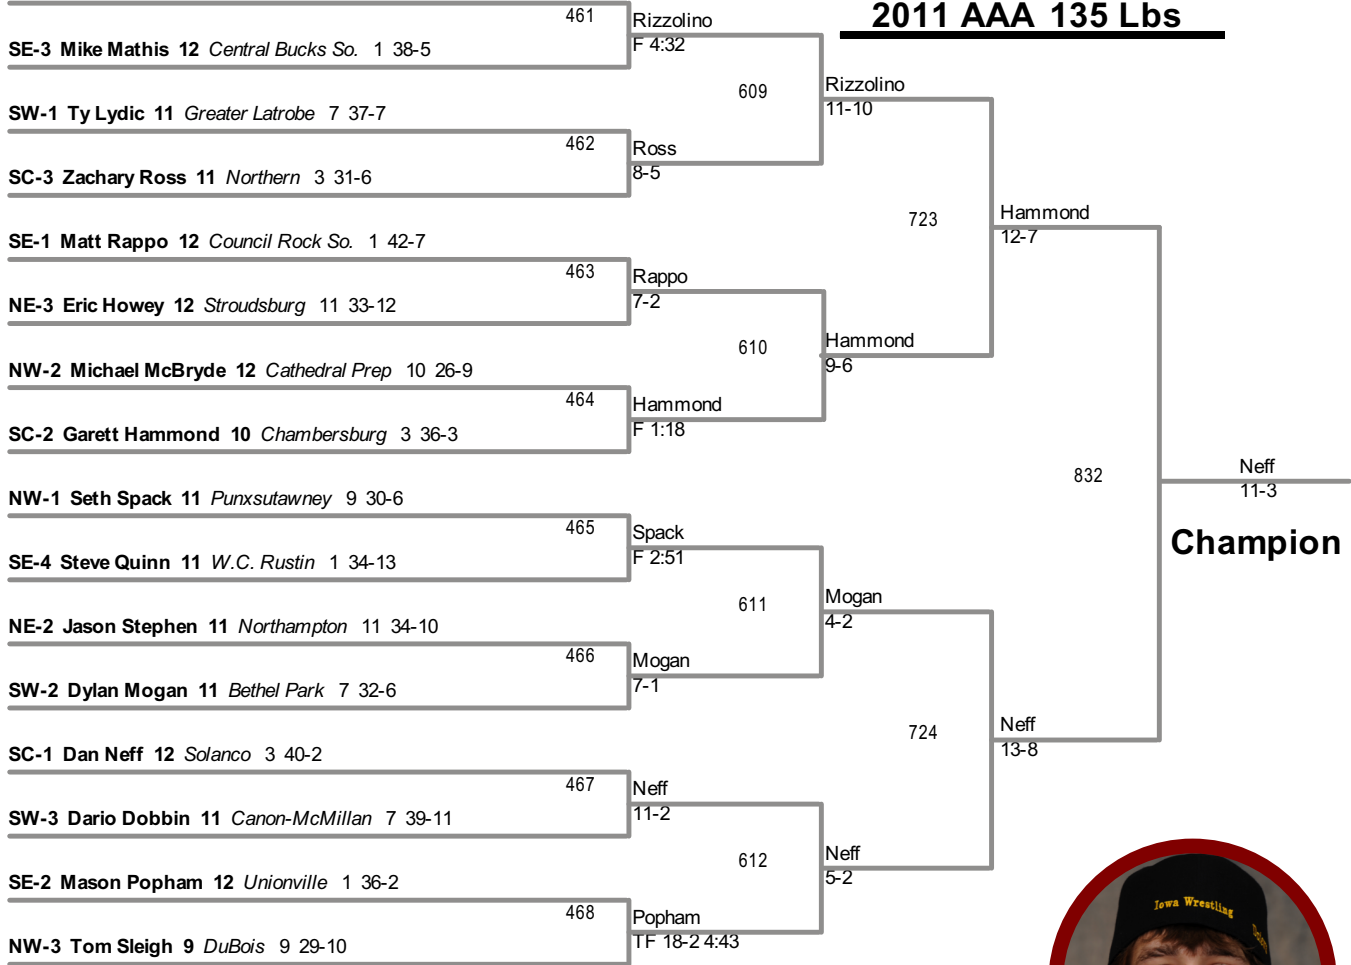 2011 AAA 135 Lbs
461
Rizzolino
F 4:32
SE-3 Mike Mathis 12 Central Bucks So. 1 38-5
609
Rizzolino
11-10
SW-1 Ty Lydic 11 Greater Latrobe 7 37-7
462
Ross
8-5
SC-3 Zachary Ross 11 Northern 3 31-6
723
Hammond
12-7
SE-1 Matt Rappo 12 Council Rock So. 1 42-7
463
Rappo
7-2
NE-3 Eric Howey 12 Stroudsburg 11 33-12
610
Hammond
9-6
NW-2 Michael McBryde 12 Cathedral Prep 10 26-9
464
Hammond
F 1:18
SC-2 Garett Hammond 10 Chambersburg 3 36-3
832
Neff
11-3
Champion
NW-1 Seth Spack 11 Punxsutawney 9 30-6
465
Spack
F 2:51
SE-4 Steve Quinn 11 W.C. Rustin 1 34-13
611
Mogan
4-2
NE-2 Jason Stephen 11 Northampton 11 34-10
466
Mogan
7-1
SW-2 Dylan Mogan 11 Bethel Park 7 32-6
724
Neff
13-8
SC-1 Dan Neff 12 Solanco 3 40-2
467
Neff
11-2
SW-3 Dario Dobbin 11 Canon-McMillan 7 39-11
612
Neff
5-2
SE-2 Mason Popham 12 Unionville 1 36-2
468
Popham
TF 18-2 4:43
NW-3 Tom Sleigh 9 DuBois 9 29-10
Iowa Wrestling